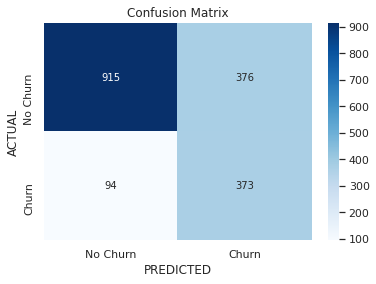 Confusion Matrix
ACTUAL
No Churn
915
376
Churn
94
373
No Churn
Churn
PREDICTED
900
800
700
600
500
400
300
200
100